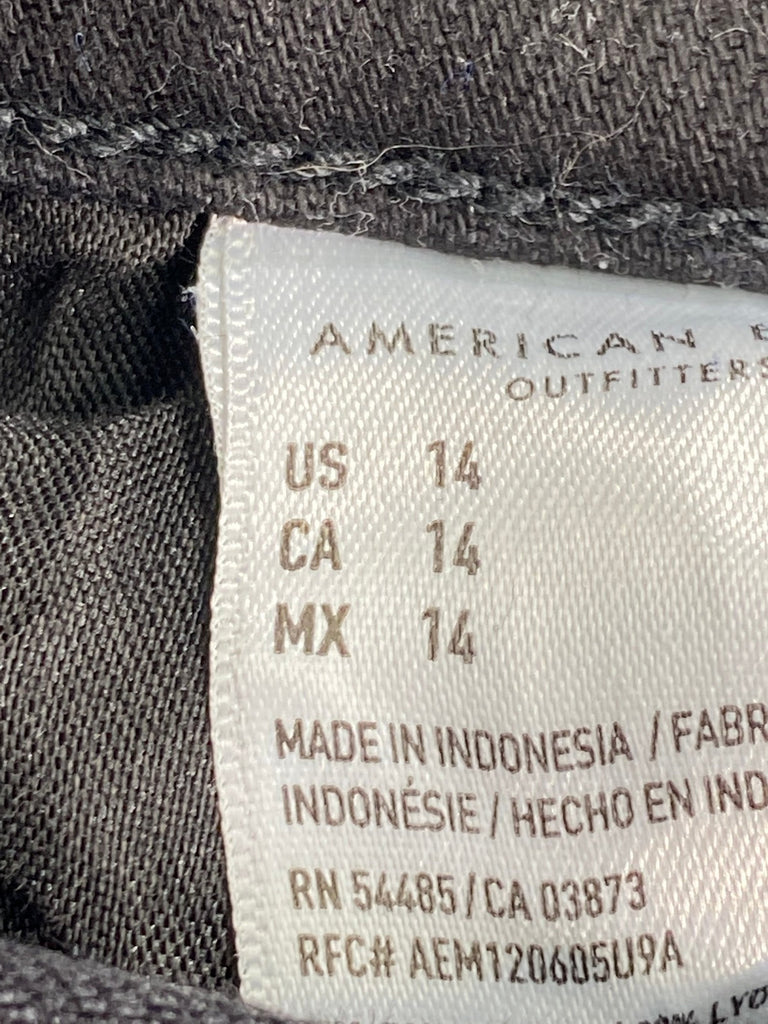 AMERICAN E
OUTFITTERS
US 14
CA 14
MX 14
MADE IN INDONESIA / FABR
INDONÉSIE / HECHO EN IND
RN 54485 / CA 03873
RFC# AEM120605U9A